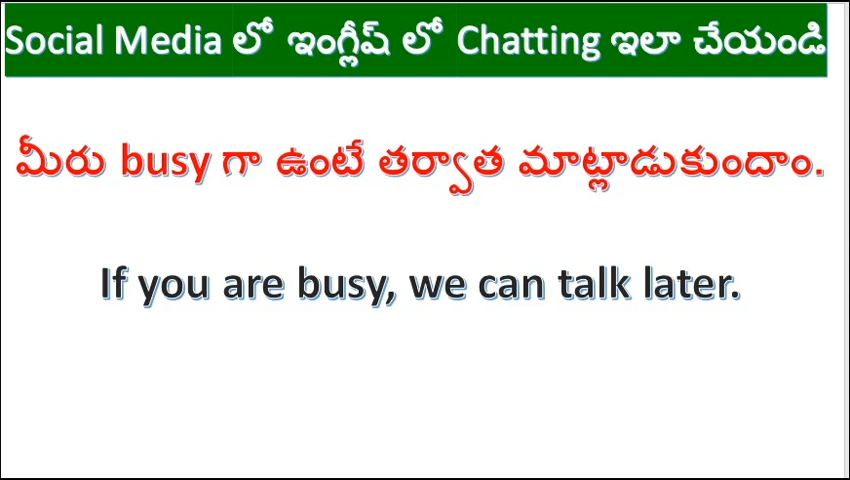 Social Media లో ఇంగ్లీష్ లో Chatting ఇలా చేయండి
మీరు busy గా ఉంటే తర్వాత మాట్లాడుకుందాం.
If you are busy, we can talk later.